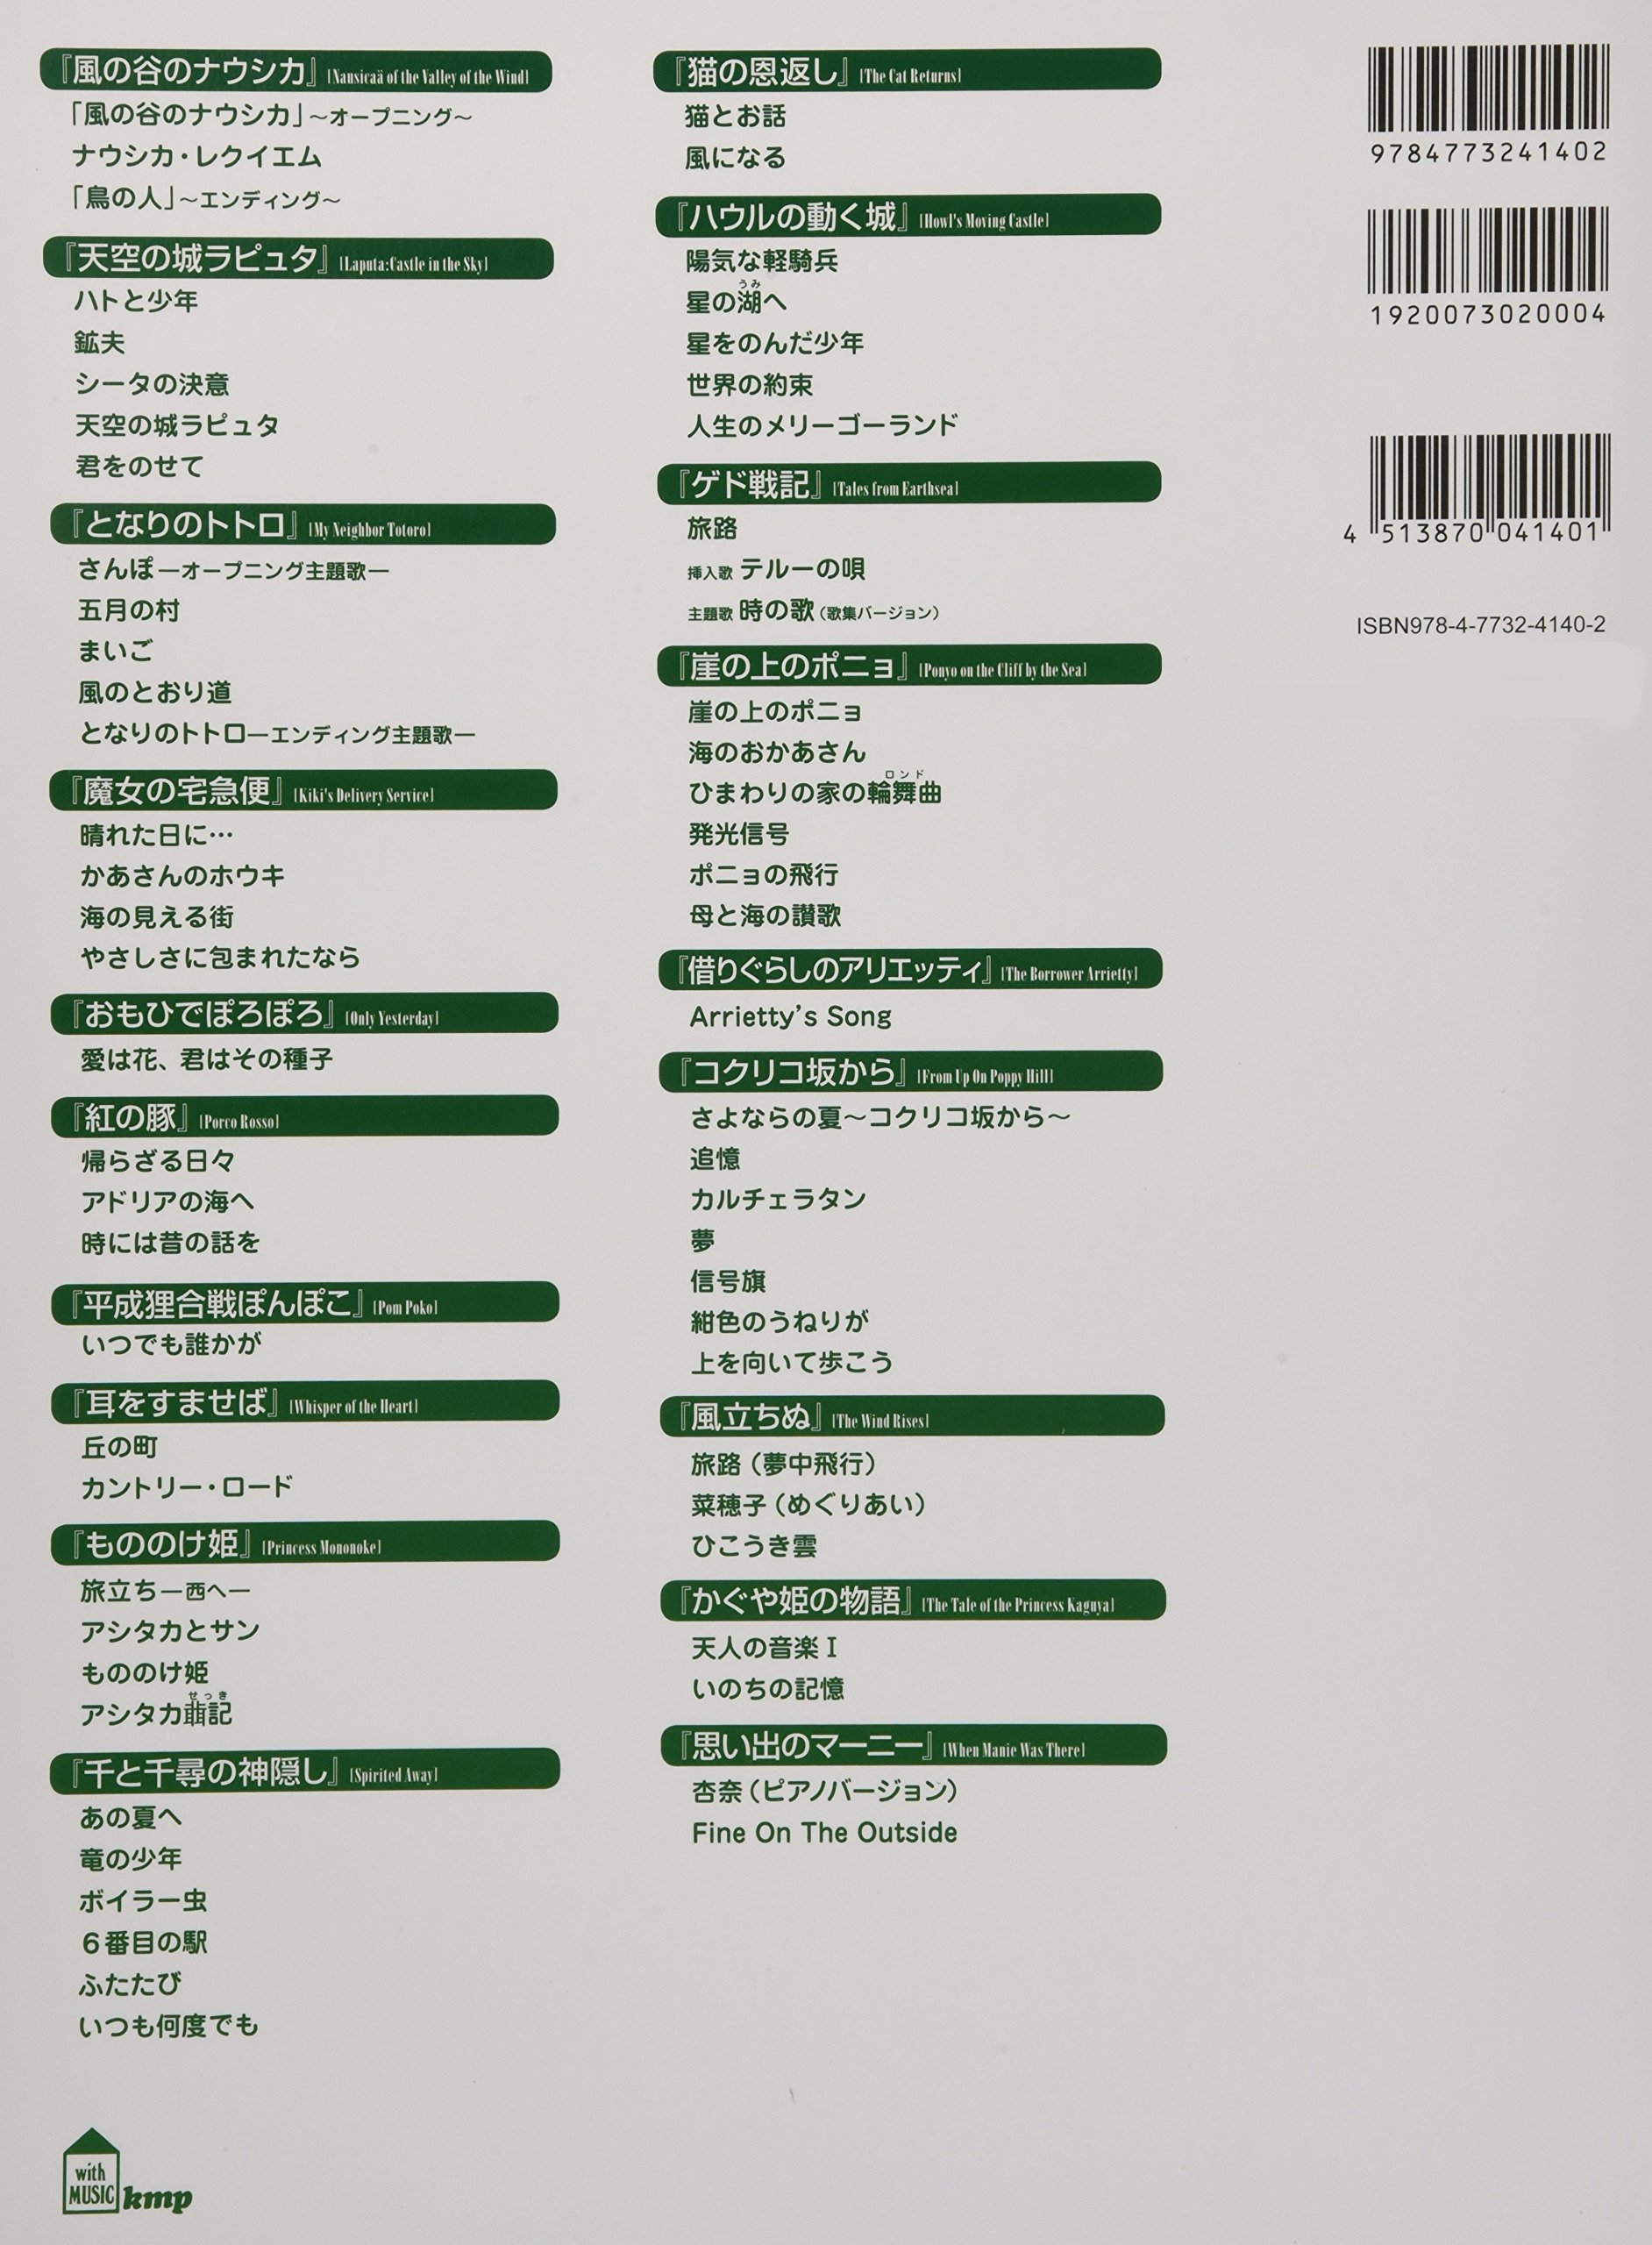 『風の谷のナウシカ』[Nausicaä of the Valley of the Wind]
「風の谷のナウシカ」～オープニング～
ナウシカ・レクイエム
「鳥の人」～エンディング～
『天空の城ラピュタ』[Laputa:Castle in the Sky]
ハトと少年
鉱夫
シータの決意
天空の城ラピュタ
君をのせて
『となりのトトロ』[My Neighbor Totoro]
さんぽ―オープニング主題歌―
五月の村
まいご
風のとおり道
となりのトトロ―エンディング主題歌―
『魔女の宅急便』[Kiki's Delivery Service]
晴れた日に…
かあさんのホウキ
海の見える街
やさしさに包まれたなら
『おもひでぽろぽろ』[Only Yesterday]
愛は花、君はその種子
『紅の豚』[Porco Rosso]
帰らざる日々
アドリアの海へ
時には昔の話を
『平成狸合戦ぽんぽこ』[Pom Poko]
いつでも誰かが
『耳をすませば』[Whisper of the Heart]
丘の町
カントリー・ロード
『もののけ姫』[Princess Mononoke]
旅立ち―西へ―
アシタカとサン
もののけ姫
せっき
アシタカ𦻙記
『千と千尋の神隠し』[Spirited Away]
あの夏へ
竜の少年
ボイラー虫
6番目の駅
ふたたび
いつも何度でも
with
MUSIC kmp
『猫の恩返し』[The Cat Returns]
猫とお話
風になる
『ハウルの動く城』[Howl's Moving Castle]
陽気な軽騎兵
うみ
星の湖へ
星をのんだ少年
世界の約束
人生のメリーゴーランド
『ゲド戦記』[Tales from Earthsea]
旅路
挿入歌 テルーの唄
主題歌 時の歌（歌集バージョン）
『崖の上のポニョ』[Ponyo on the Cliff by the Sea]
崖の上のポニョ
海のおかあさん
ロンド
ひまわりの家の輪舞曲
発光信号
ポニョの飛行
母と海の讃歌
『借りぐらしのアリエッティ』[The Borrower Arrietty]
Arrietty's Song
『コクリコ坂から』[From Up On Poppy Hill]
さよならの夏～コクリコ坂から～
追憶
カルチェラタン
夢
信号旗
紺色のうねりが
上を向いて歩こう
『風立ちぬ』[The Wind Rises]
旅路（夢中飛行）
菜穂子（めぐりあい）
ひこうき雲
『かぐや姫の物語』[The Tale of the Princess Kaguya]
天人の音楽 I
いのちの記憶
『思い出のマーニー』[When Manie Was There]
杏奈（ピアノバージョン）
Fine On The Outside
9784773241402
1920073020004
4 513870 041401
ISBN978-4-7732-4140-2